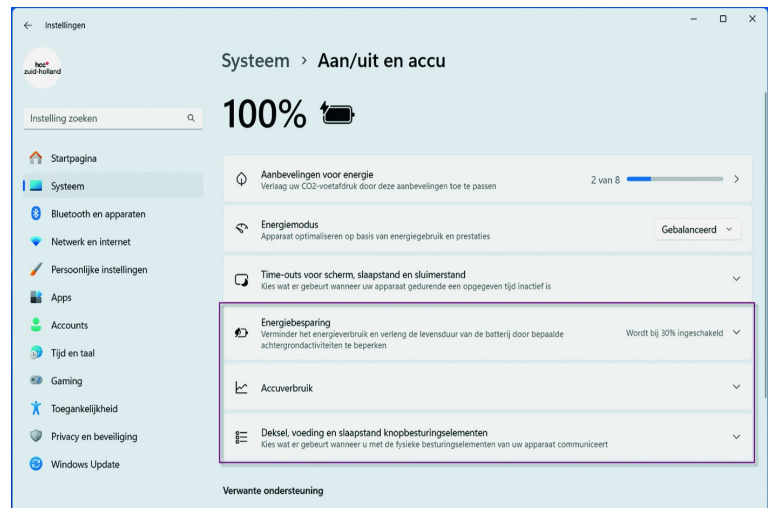 Instellingen
hcc
zuid-holland
Instelling zoeken
Startpagina
Systeem
Bluetooth en apparaten
Netwerk en internet
Persoonlijke instellingen
Apps
Accounts
Tijd en taal
Gaming
Toegankelijkheid
Privacy en beveiliging
Windows Update
Systeem > Aan/uit en accu
100%
Aanbevelingen voor energie
Verlaag uw CO2-voetafdruk door deze aanbevelingen toe te passen
2 van 8
Energiemodus
Apparaat optimaliseren op basis van energiegebruik en prestaties
Gebalanceerd
Time-outs voor scherm, slaapstand en sluimerstand
Kies wat er gebeurt wanneer uw apparaat gedurende een opgegeven tijd inactief is
Energiebesparing
Verminder het energieverbruik en verleng de levensduur van de batterij door bepaalde
achtergrondactiviteiten te beperken
Wordt bij 30% ingeschakeld
Accuverbruik
Deksel, voeding en slaapstand knopbesturingselementen
Kies wat er gebeurt wanneer u met de fysieke besturingselementen van uw apparaat communiceert
Verwante ondersteuning